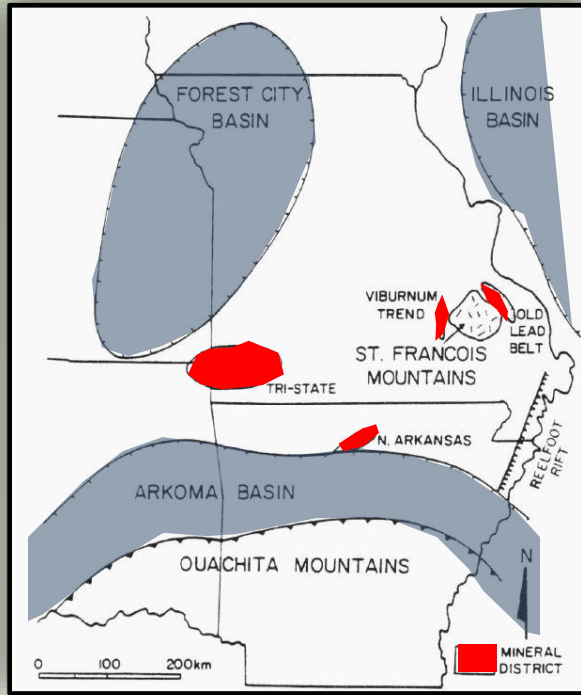 FOREST CITY
BASIN
ILLINOIS
BASIN
VIBURNUM
TREND
OLD
LEAD
BELT
ST. FRANCOIS
MOUNTAINS
TRI-STATE
N. ARKANSAS
REELFOOT
RIFT
ARKOMA BASIN
OUACHITA MOUNTAINS
N
0 100 200km
MINERAL
DISTRICT